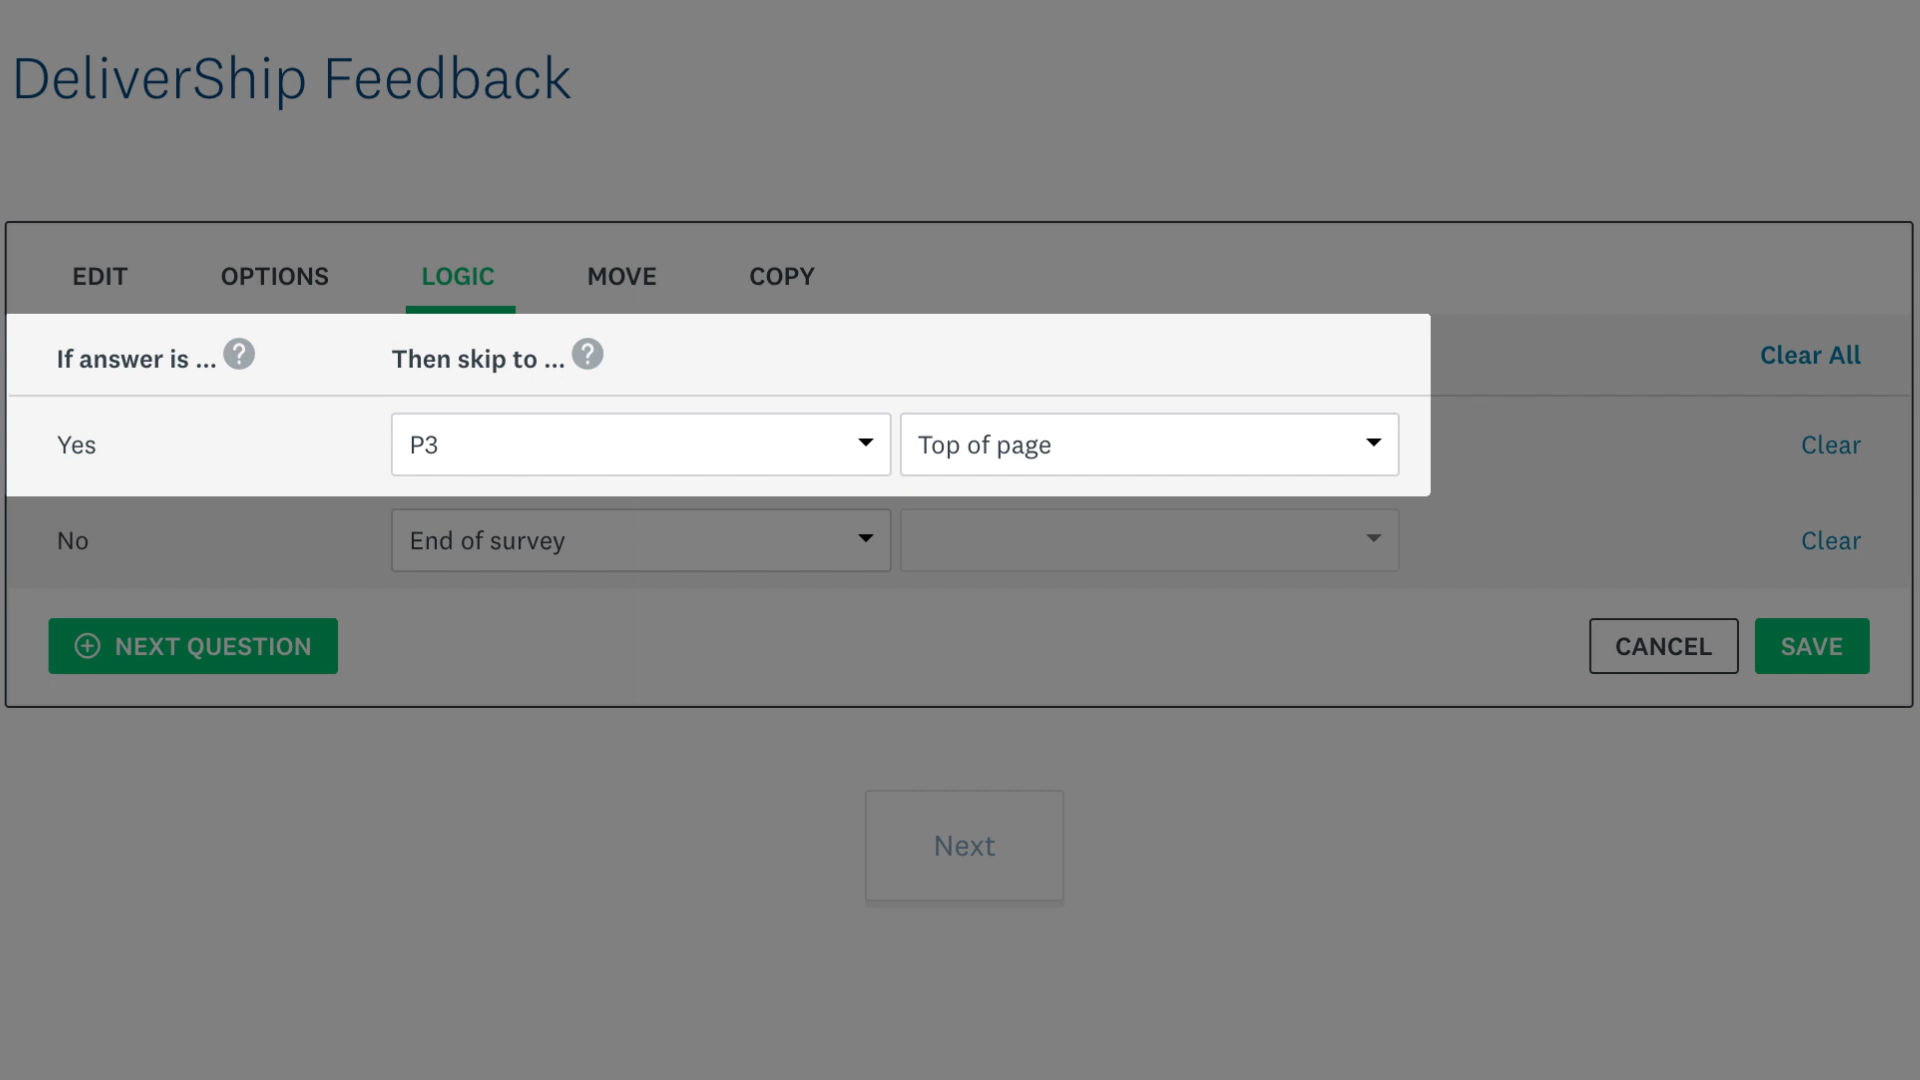 DeliverShip Feedback
EDIT OPTIONS LOGIC MOVE COPY
If answer is ... ? Then skip to ... ? Clear All
Yes P3 Top of page Clear
No End of survey Clear
NEXT QUESTION CANCEL SAVE
Next